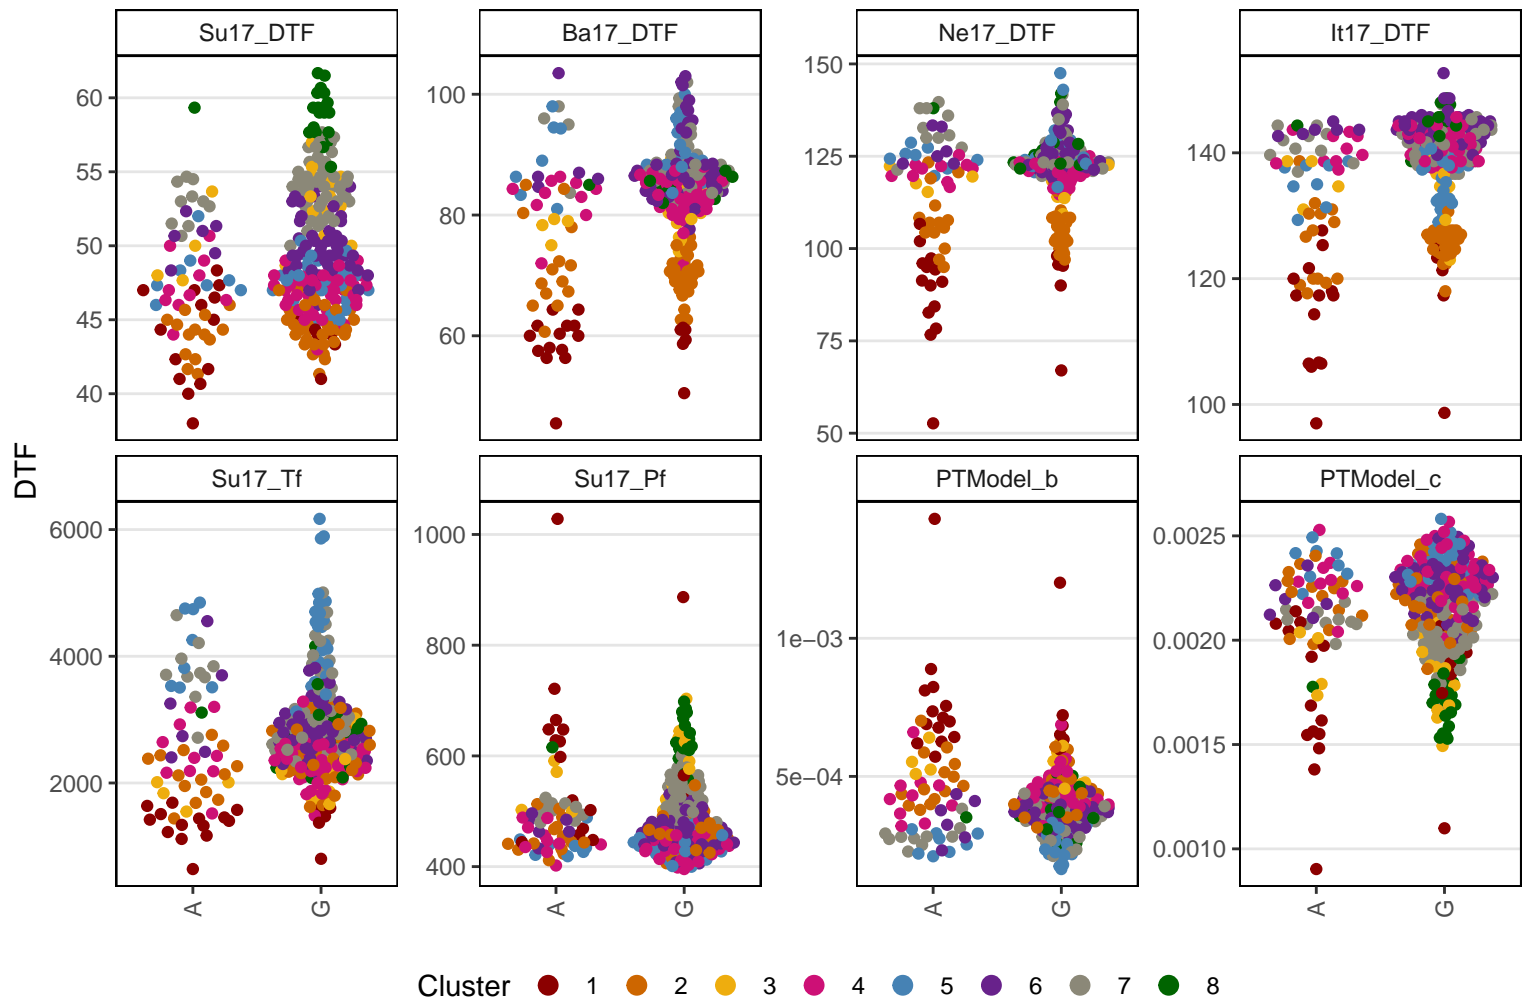 Su17_DTF
Ba17_DTF
Ne17_DTF
It17_DTF
60
55
50
45
40
100
80
60
150
125
100
75
50
140
120
100
DTF
Su17_Tf
Su17_Pf
PTModel_b
PTModel_c
6000
4000
2000
1000
800
600
400
1e−03
5e−04
0.0025
0.0020
0.0015
0.0010
A
G
A
G
A
G
A
G
Cluster 1 2 3 4 5 6 7 8